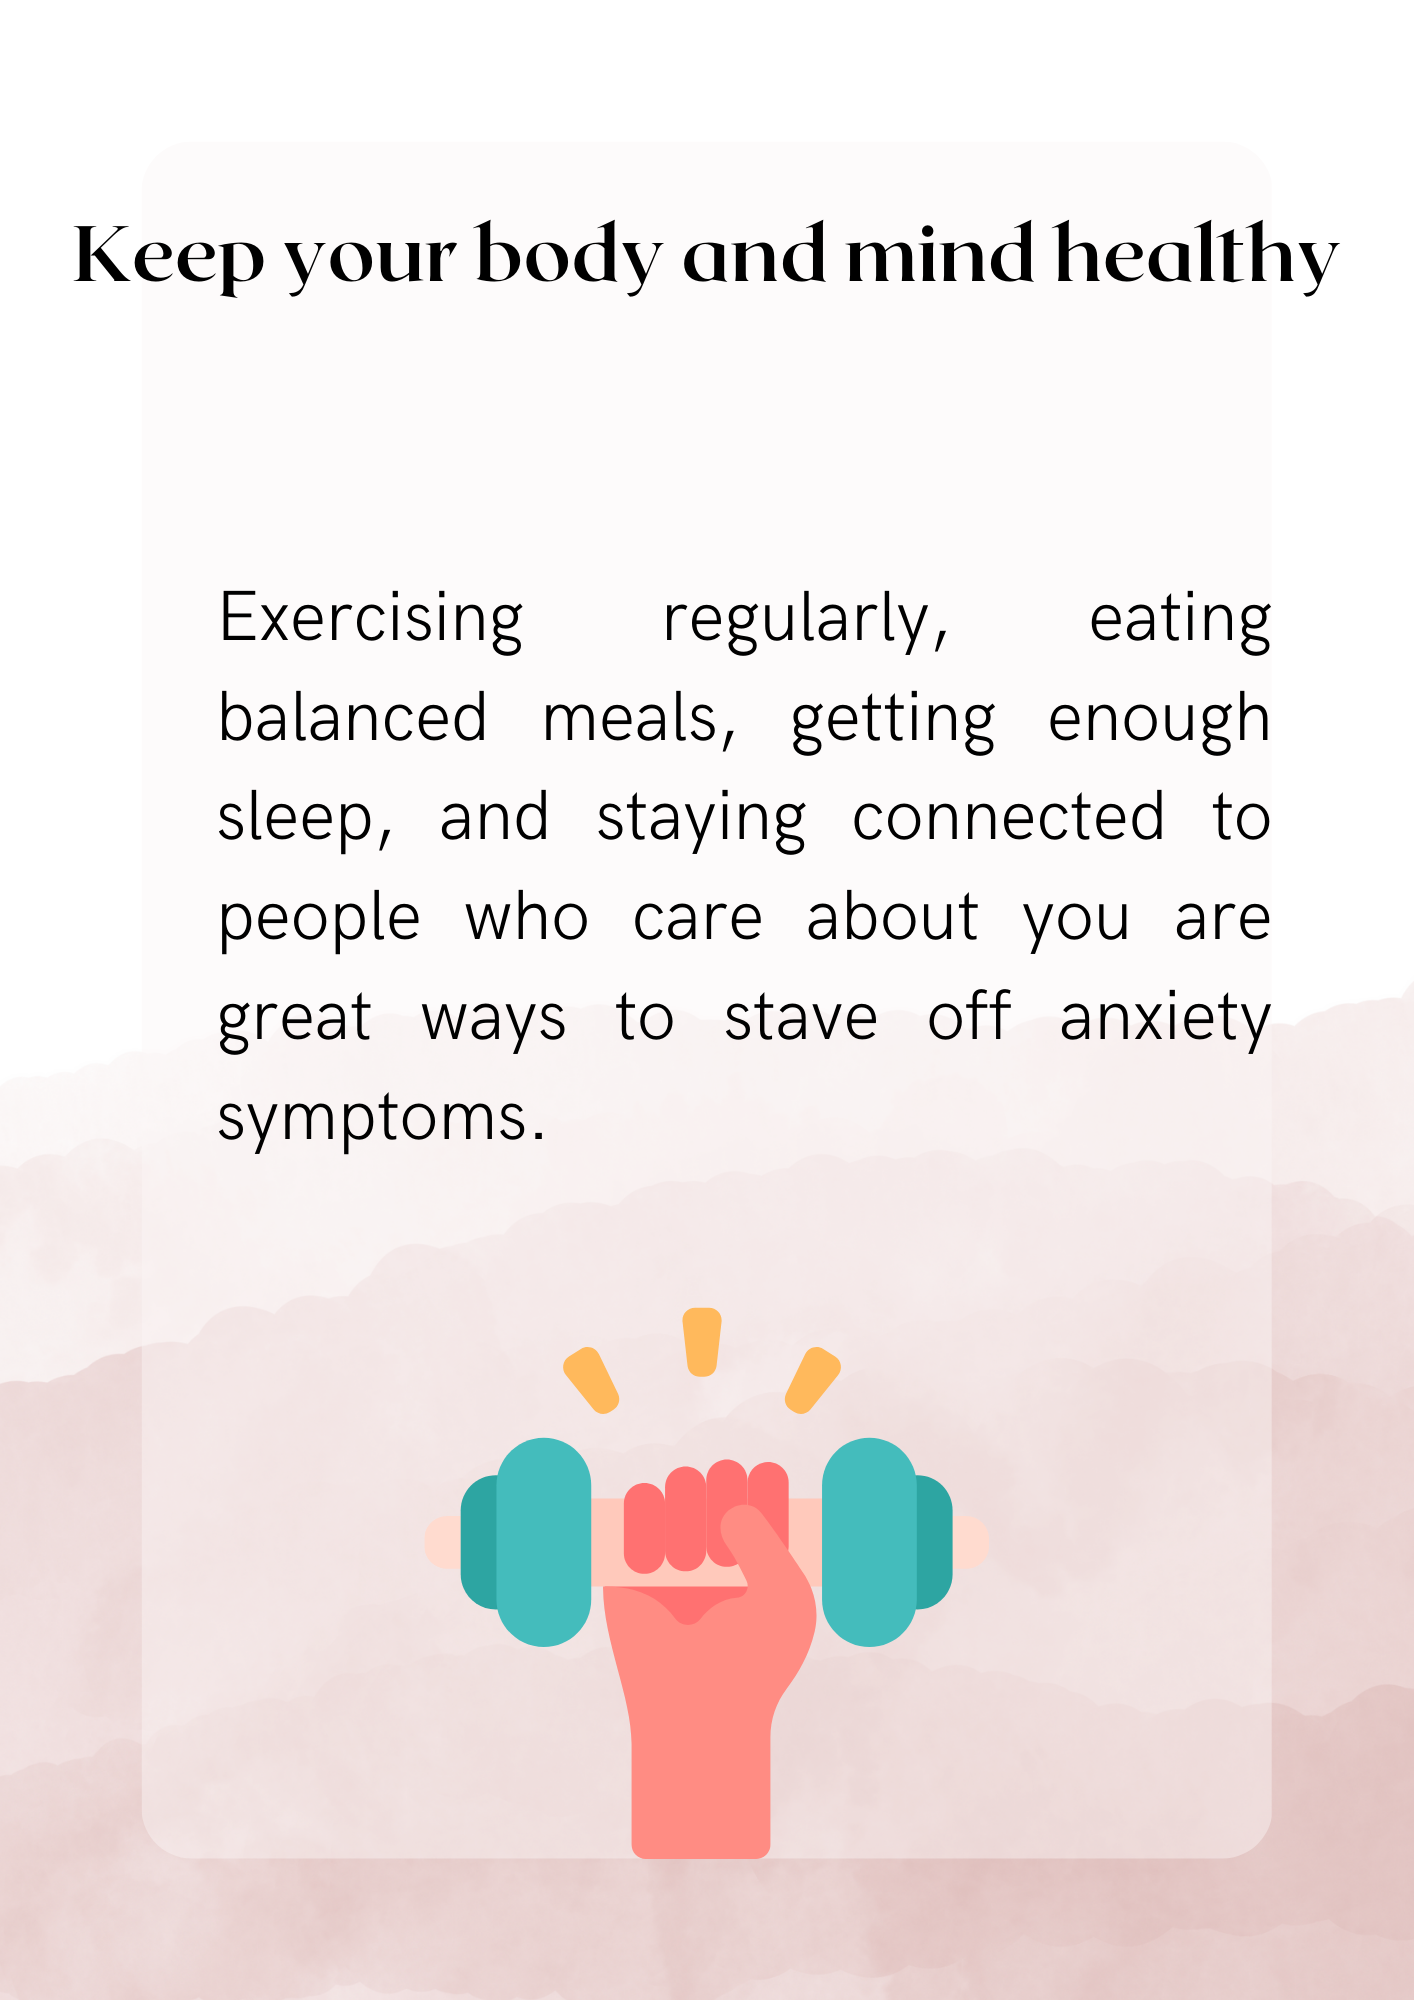 Keep your body and mind healthy
Exercising regularly, eating
balanced meals, getting enough
sleep, and staying connected to
people who care about you are
great ways to stave off anxiety
symptoms.